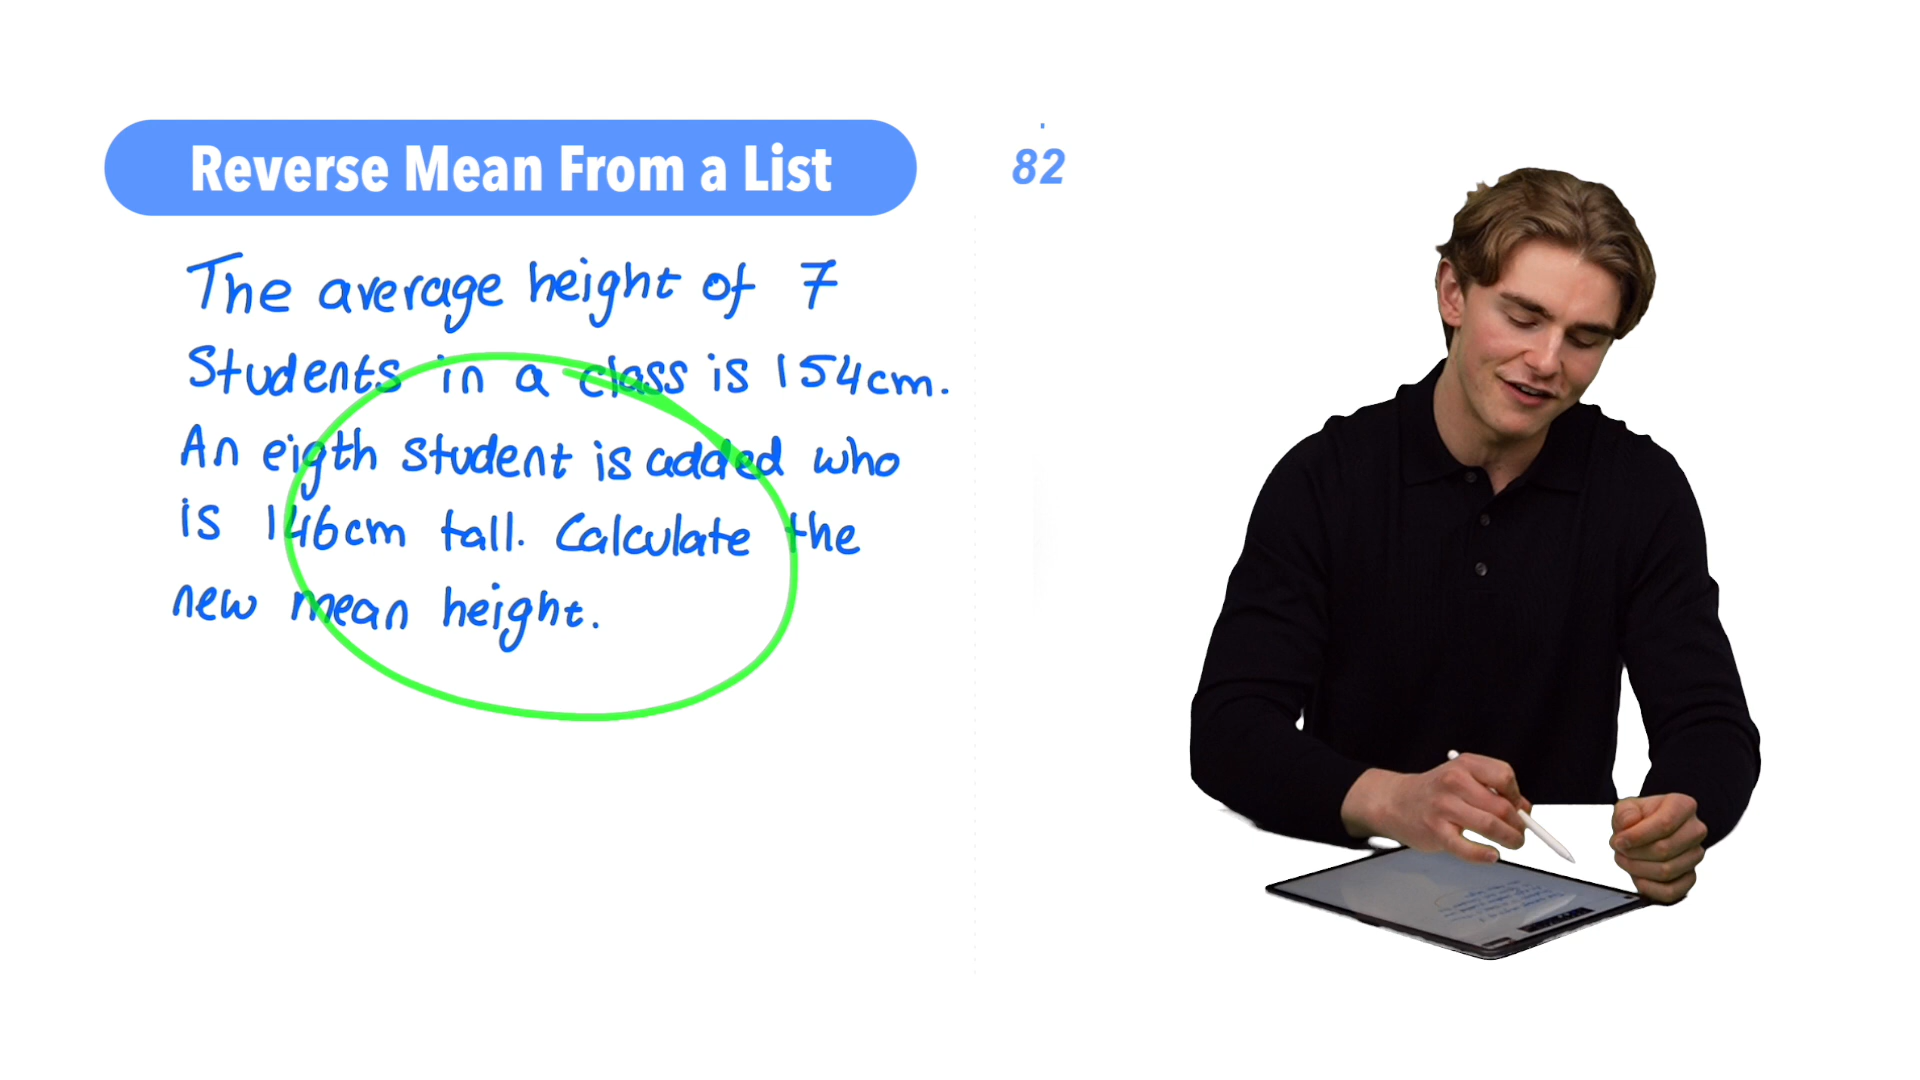 Reverse Mean From a List
82
The average height of 7
Students in a class is 154cm.
An eigth student is added who
is 146cm tall. Calculate the
new mean height.